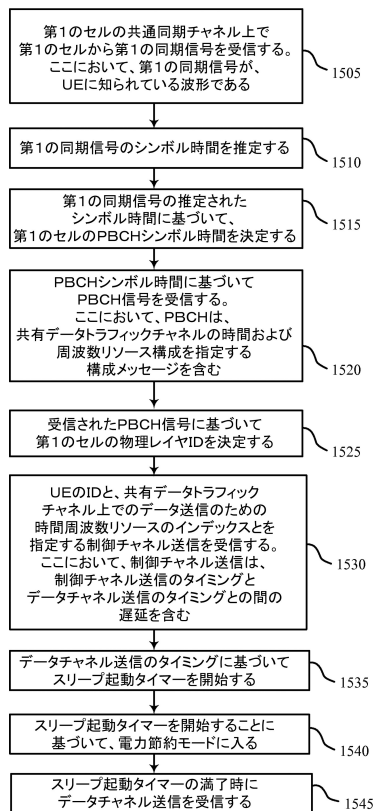 第1のセルの共通同期チャネル上で
第1のセルから第1の同期信号を受信する。
ここにおいて、第1の同期信号が、
UEに知られている波形である
1505
第1の同期信号のシンボル時間を推定する
1510
第1の同期信号の推定された
シンボル時間に基づいて、
第1のセルのPBCHシンボル時間を決定する
1515
PBCHシンボル時間に基づいて
PBCH信号を受信する。
ここにおいて、PBCHは、
共有データトラフィックチャネルの時間および
周波数リソース構成を指定する
構成メッセージを含む
1520
受信されたPBCH信号に基づいて
第1のセルの物理レイヤIDを決定する
1525
UEのIDと、共有データトラフィック
チャネル上でのデータ送信のための
時間周波数リソースのインデックスとを
指定する制御チャネル送信を受信する。
ここにおいて、制御チャネル送信は、
制御チャネル送信のタイミングと
データチャネル送信のタイミングとの間の
遅延を含む
1530
データチャネル送信のタイミングに基づいて
スリープ起動タイマーを開始する
1535
スリープ起動タイマーを開始することに
基づいて、電力節約モードに入る
1540
スリープ起動タイマーの満了時に
データチャネル送信を受信する
1545